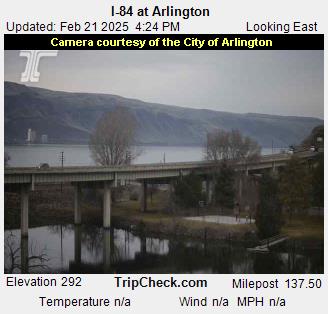 I-84 at Arlington
Updated: Feb 21 2025 4:24 PM Looking East
Camera courtesy of the City of Arlington
Elevation 292 TripCheck.com Milepost 137.50
Temperature n/a Wind n/a MPH n/a